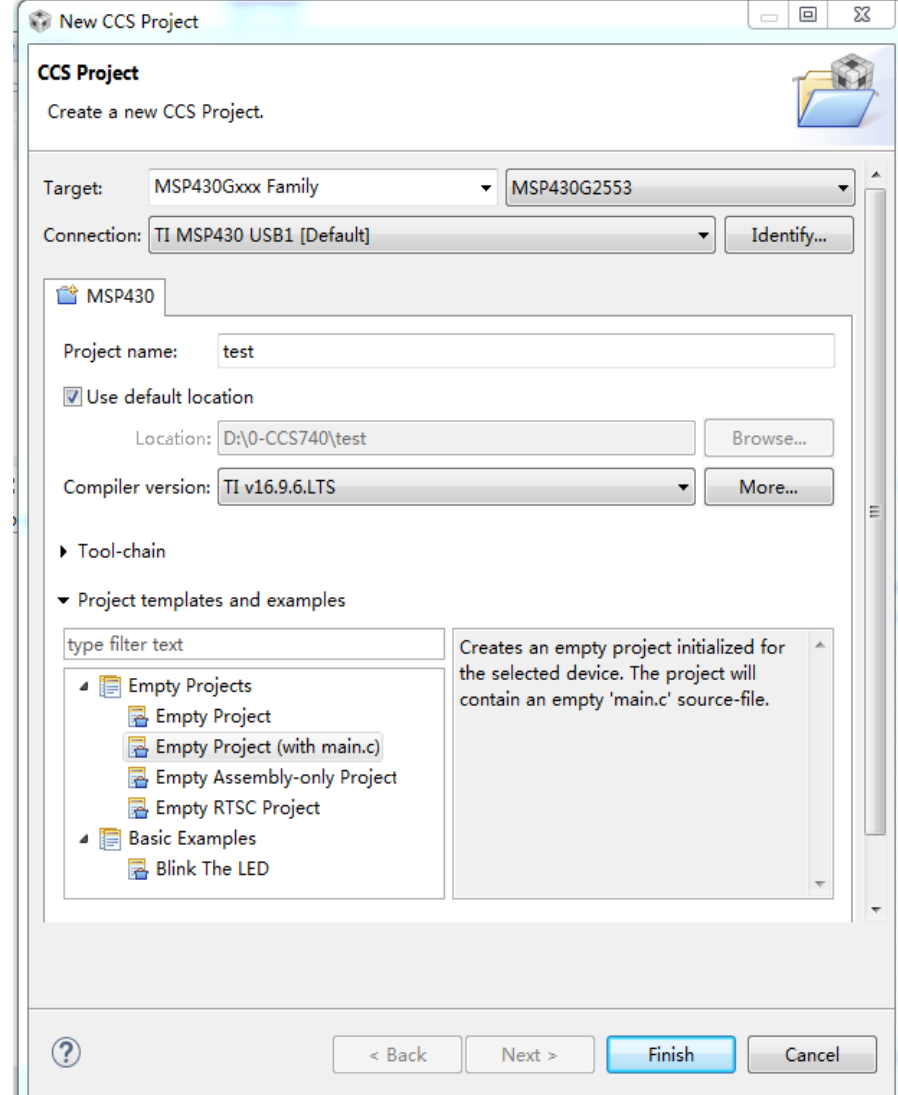 New CCS Project
CCS Project
Create a new CCS Project.
Target: MSP430Gxxx Family MSP430G2553
Connection: TI MSP430 USB1 [Default] Identify...
MSP430
Project name: test
Use default location
Location: D:\0-CCS740\test Browse...
Compiler version: TI v16.9.6.LTS More...
Tool-chain
Project templates and examples
type filter text
Empty Projects
Empty Project
Empty Project (with main.c)
Empty Assembly-only Project
Empty RTSC Project
Basic Examples
Blink The LED
Creates an empty project initialized for
the selected device. The project will
contain an empty 'main.c' source-file.
? < Back Next > Finish Cancel